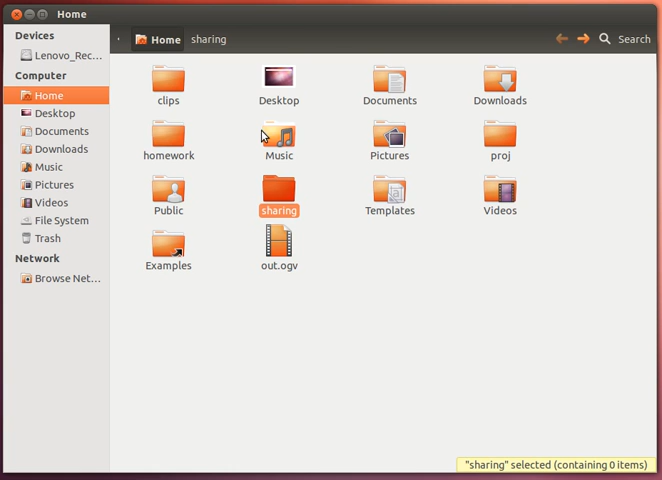 Home
Devices
Lenovo_Rec...
Computer
Home
Desktop
Documents
Downloads
Music
Pictures
Videos
File System
Trash
Network
Browse Net...
Home sharing Search
clips Desktop Documents Downloads
homework Music Pictures proj
Public sharing Templates Videos
Examples out.ogv
"sharing" selected (containing 0 items)